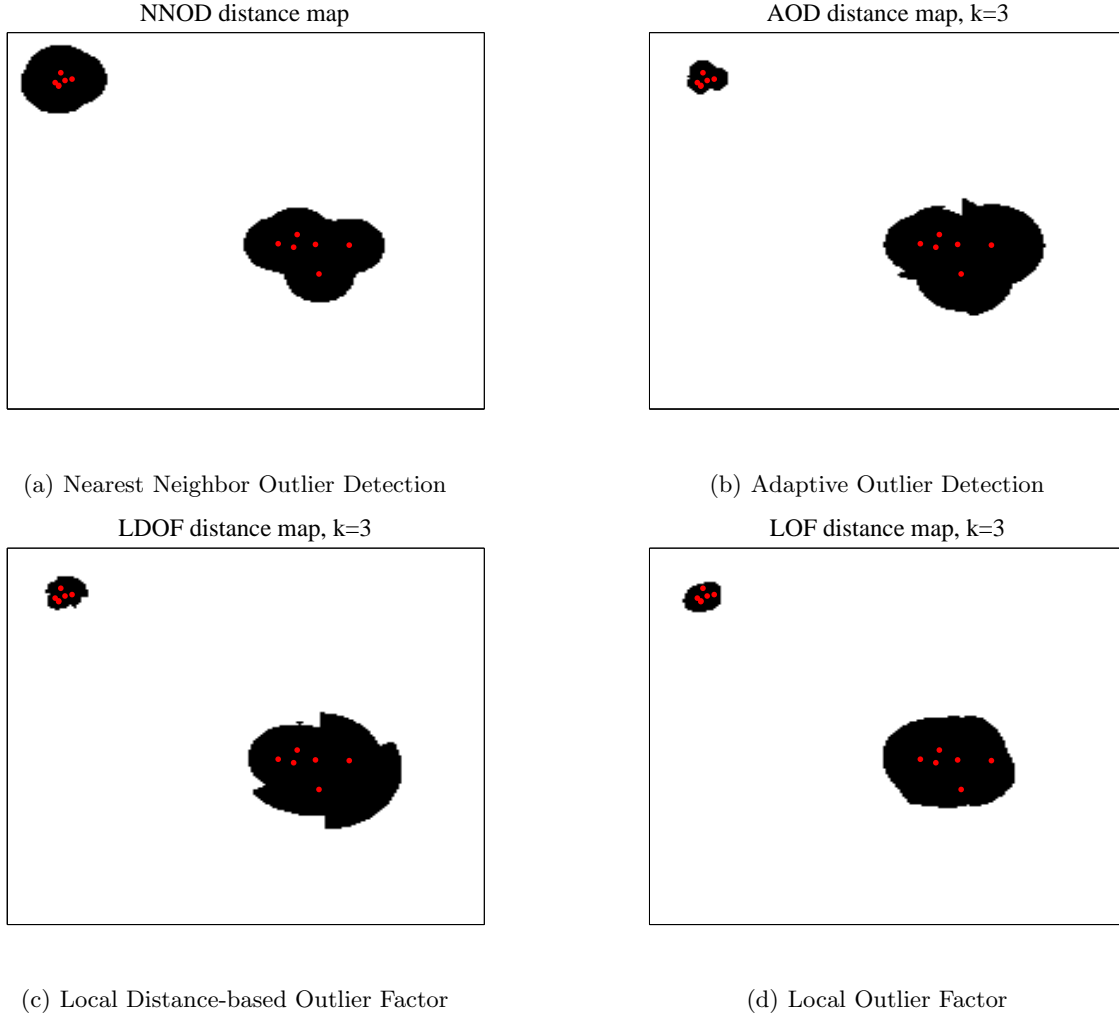 NNOD distance map
AOD distance map, k=3
(a) Nearest Neighbor Outlier Detection
(b) Adaptive Outlier Detection
LDOF distance map, k=3
LOF distance map, k=3
(c) Local Distance-based Outlier Factor
(d) Local Outlier Factor